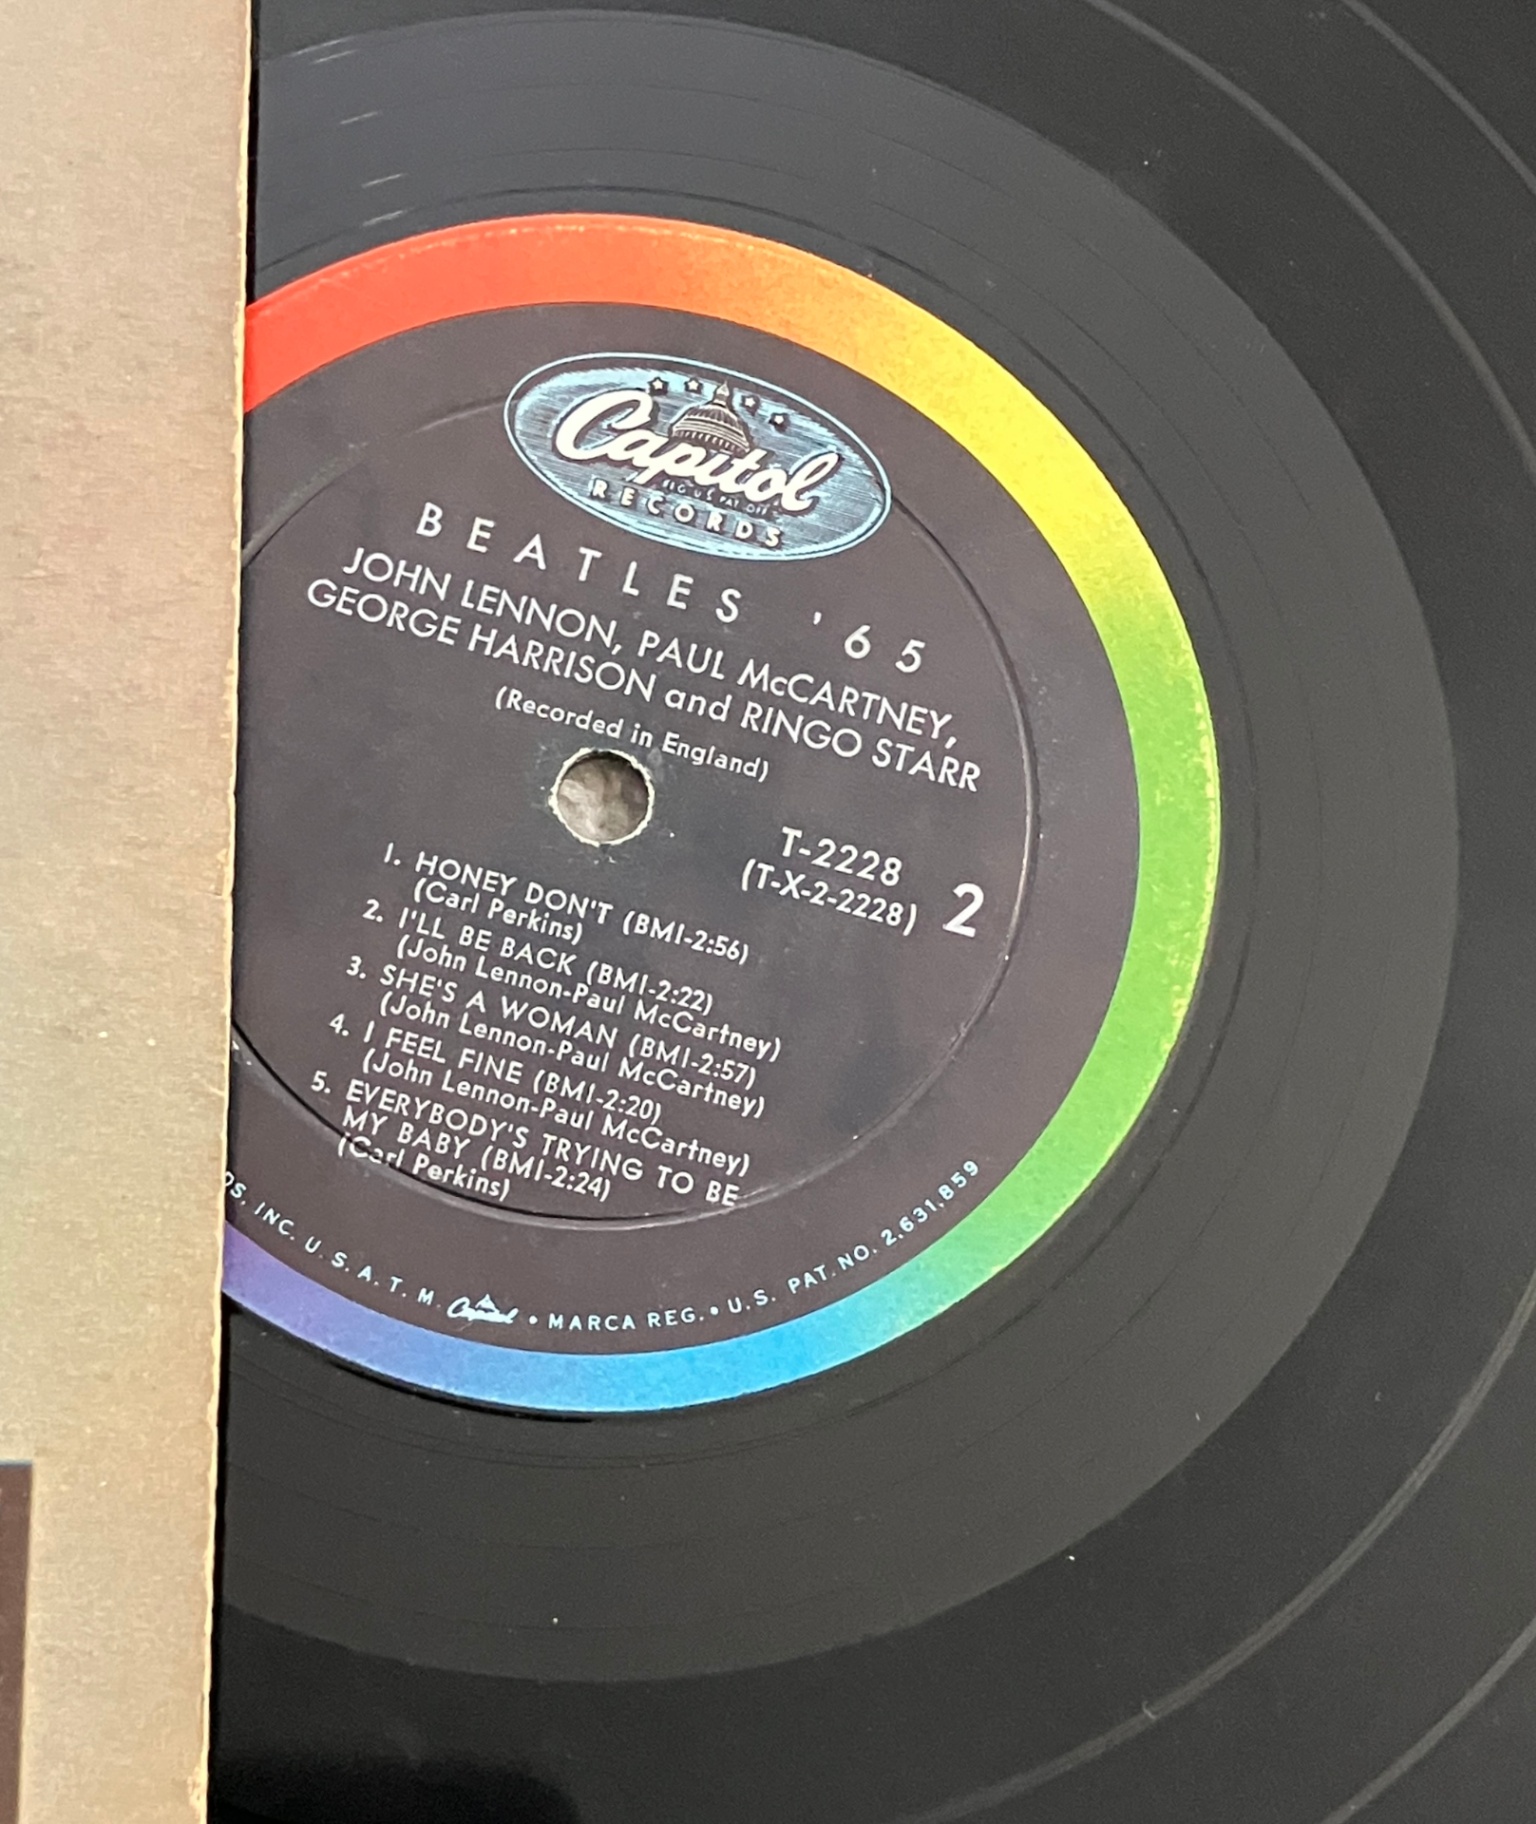 Capitol
REG. U.S. PAT. OFF.
RECORDS
BEATLES '65
JOHN LENNON, PAUL McCARTNEY,
GEORGE HARRISON and RINGO STARR
(Recorded in England)
T-2228
(T-X-2-2228)
2
1. HONEY DON'T (BMI-2:56)
(Carl Perkins)
2. I'LL BE BACK (BMI-2:22)
(John Lennon-Paul McCartney)
3. SHE'S A WOMAN (BMI-2:57)
(John Lennon-Paul McCartney)
4. I FEEL FINE (BMI-2:20)
(John Lennon-Paul McCartney)
5. EVERYBODY'S TRYING TO BE
MY BABY (BMI-2:24)
(Carl Perkins)
DS, INC. U.S.A. T.M. Capitol • MARCA REG. • U.S. PAT. NO. 2,631,859